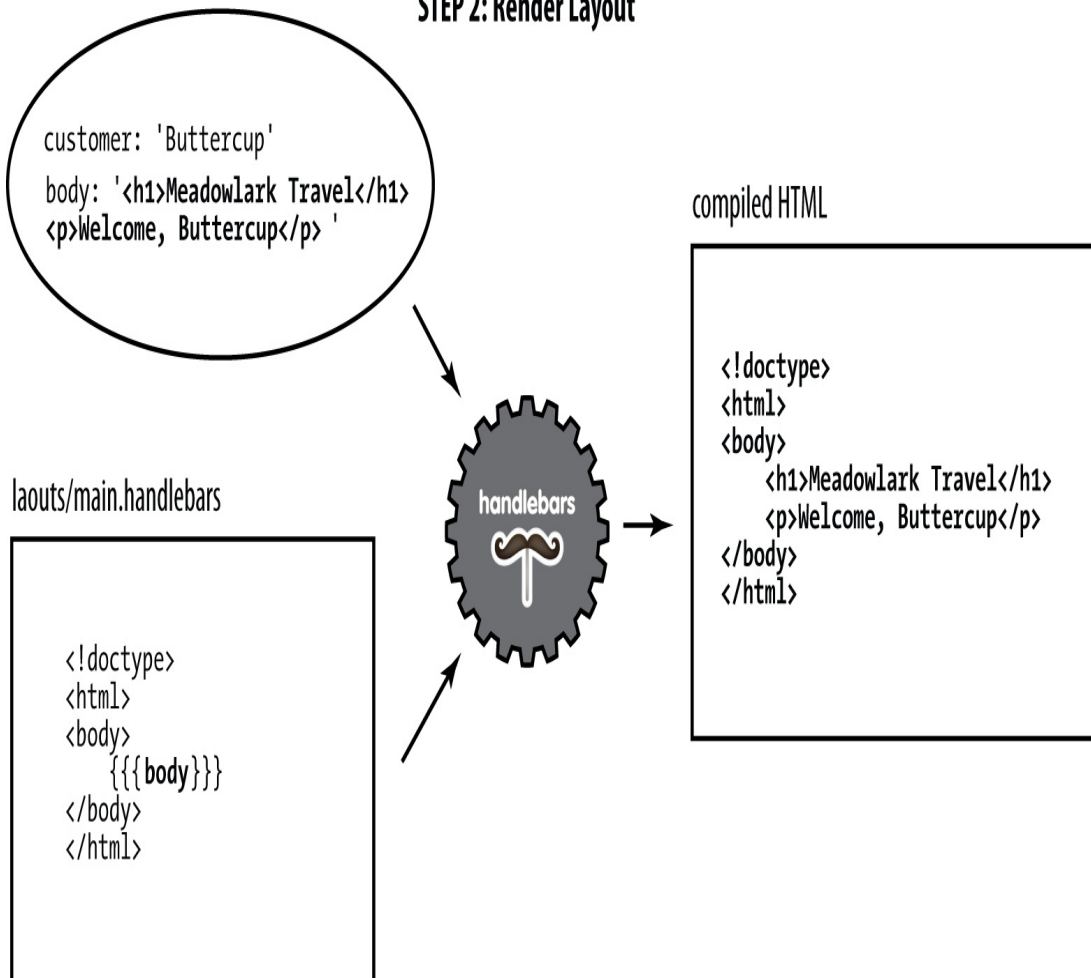 STEP 2: Render Layout
customer: 'Buttercup'
body: '<h1>Meadowlark Travel</h1>
<p>Welcome, Buttercup</p> '
compiled HTML
<!doctype>
<html>
<body>
<h1>Meadowlark Travel</h1>
<p>Welcome, Buttercup</p>
</body>
</html>
handlebars
laouts/main.handlebars
<!doctype>
<html>
<body>
{{{body}}}
</body>
</html>